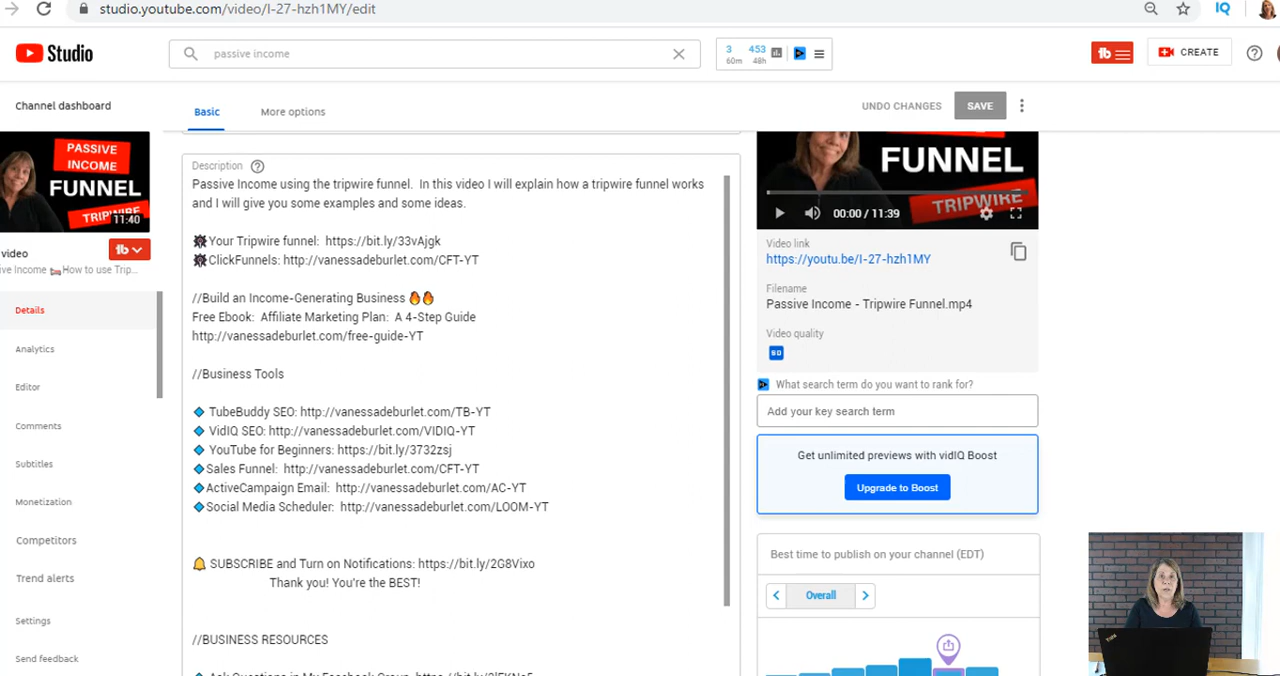 studio.youtube.com/video/I-27-hzh1MY/edit
IQ
Studio
passive income
3 453
60m 48h
tb
CREATE
Channel dashboard
Basic
More options
UNDO CHANGES
SAVE
PASSIVE
INCOME
FUNNEL
TRIPWIRE
11:40
video
tb
ive Income How to use Trip...
Details
Analytics
Editor
Comments
Subtitles
Monetization
Competitors
Trend alerts
Settings
Send feedback
Description
Passive Income using the tripwire funnel. In this video I will explain how a tripwire funnel works
and I will give you some examples and some ideas.
Your Tripwire funnel: https://bit.ly/33vAjgk
ClickFunnels: http://vanessadeburlet.com/CFT-YT
//Build an Income-Generating Business 🔥🔥
Free Ebook: Affiliate Marketing Plan: A 4-Step Guide
http://vanessadeburlet.com/free-guide-YT
//Business Tools
🔹 TubeBuddy SEO: http://vanessadeburlet.com/TB-YT
🔹 VidIQ SEO: http://vanessadeburlet.com/VIDIQ-YT
🔹 YouTube for Beginners: https://bit.ly/3732zsj
🔹Sales Funnel: http://vanessadeburlet.com/CFT-YT
🔹ActiveCampaign Email: http://vanessadeburlet.com/AC-YT
🔹Social Media Scheduler: http://vanessadeburlet.com/LOOM-YT
🔔 SUBSCRIBE and Turn on Notifications: https://bit.ly/2G8Vixo
Thank you! You're the BEST!
//BUSINESS RESOURCES
FUNNEL
TRIPWIRE
00:00 / 11:39
Video link
https://youtu.be/I-27-hzh1MY
Filename
Passive Income - Tripwire Funnel.mp4
Video quality
SD
What search term do you want to rank for?
Add your key search term
Get unlimited previews with vidIQ Boost
Upgrade to Boost
Best time to publish on your channel (EDT)
Overall